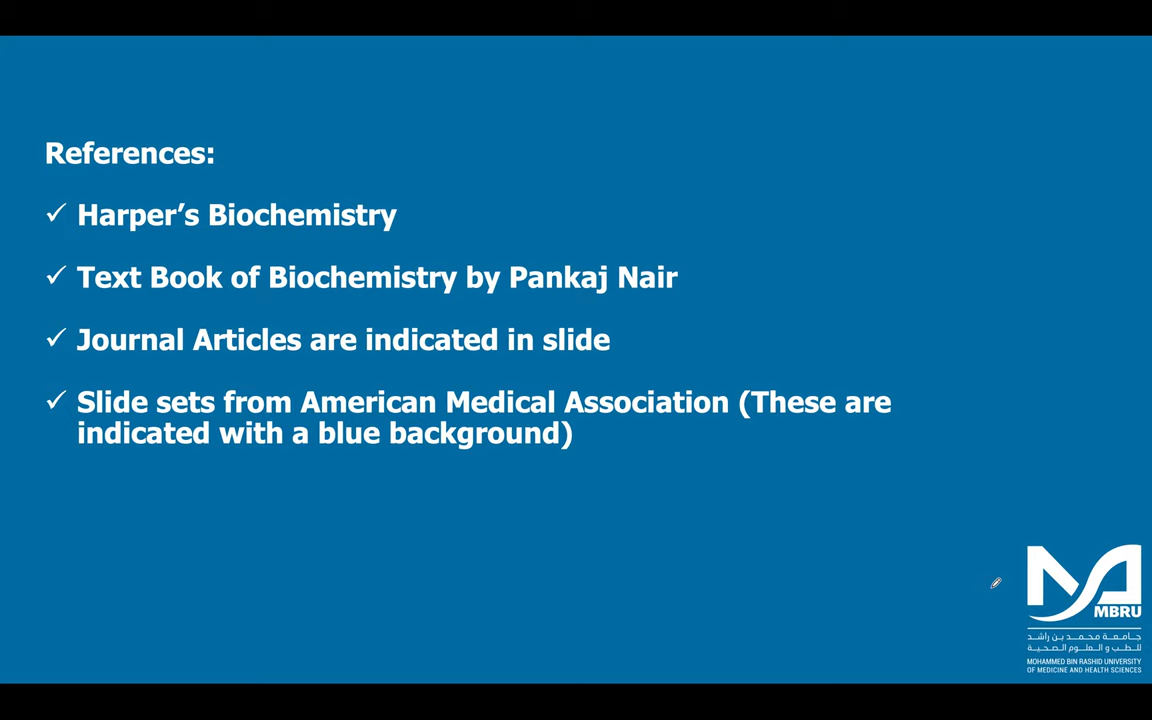 References:
✓ Harper’s Biochemistry
✓ Text Book of Biochemistry by Pankaj Nair
✓ Journal Articles are indicated in slide
✓ Slide sets from American Medical Association (These are
indicated with a blue background)
MBRU
جامعة محمد بن راشد
للطب و العلوم الصحية
MOHAMMED BIN RASHID UNIVERSITY
OF MEDICINE AND HEALTH SCIENCES